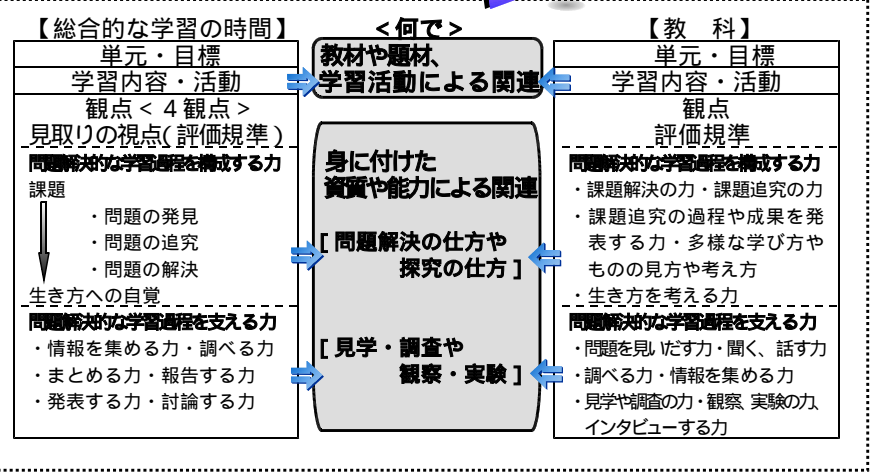 【総合的な学習の時間】
単元・目標
学習内容・活動
観点＜４観点＞
見取りの視点(評価規準)
問題解決的な学習過程を構成する力
課題
・問題の発見
・問題の追究
・問題の解決
生き方への自覚
問題解決的な学習過程を支える力
・情報を集める力・調べる力
・まとめる力・報告する力
・発表する力・討論する力
＜何で＞
教材や題材、
学習活動による関連
身に付けた
資質や能力による関連
[問題解決の仕方や
探究の仕方]
[見学・調査や
観察・実験]
【教　科】
単元・目標
学習内容・活動
観点
評価規準
問題解決的な学習過程を構成する力
・課題解決の力・課題追究の力
・課題追究の過程や成果を発
表する力・多様な学び方や
ものの見方や考え方
・生き方を考える力
問題解決的な学習過程を支える力
・問題を見いだす力・聞く、話す力
・調べる力・情報を集める力
・見学や調査の力・観察、実験の力、
インタビューする力